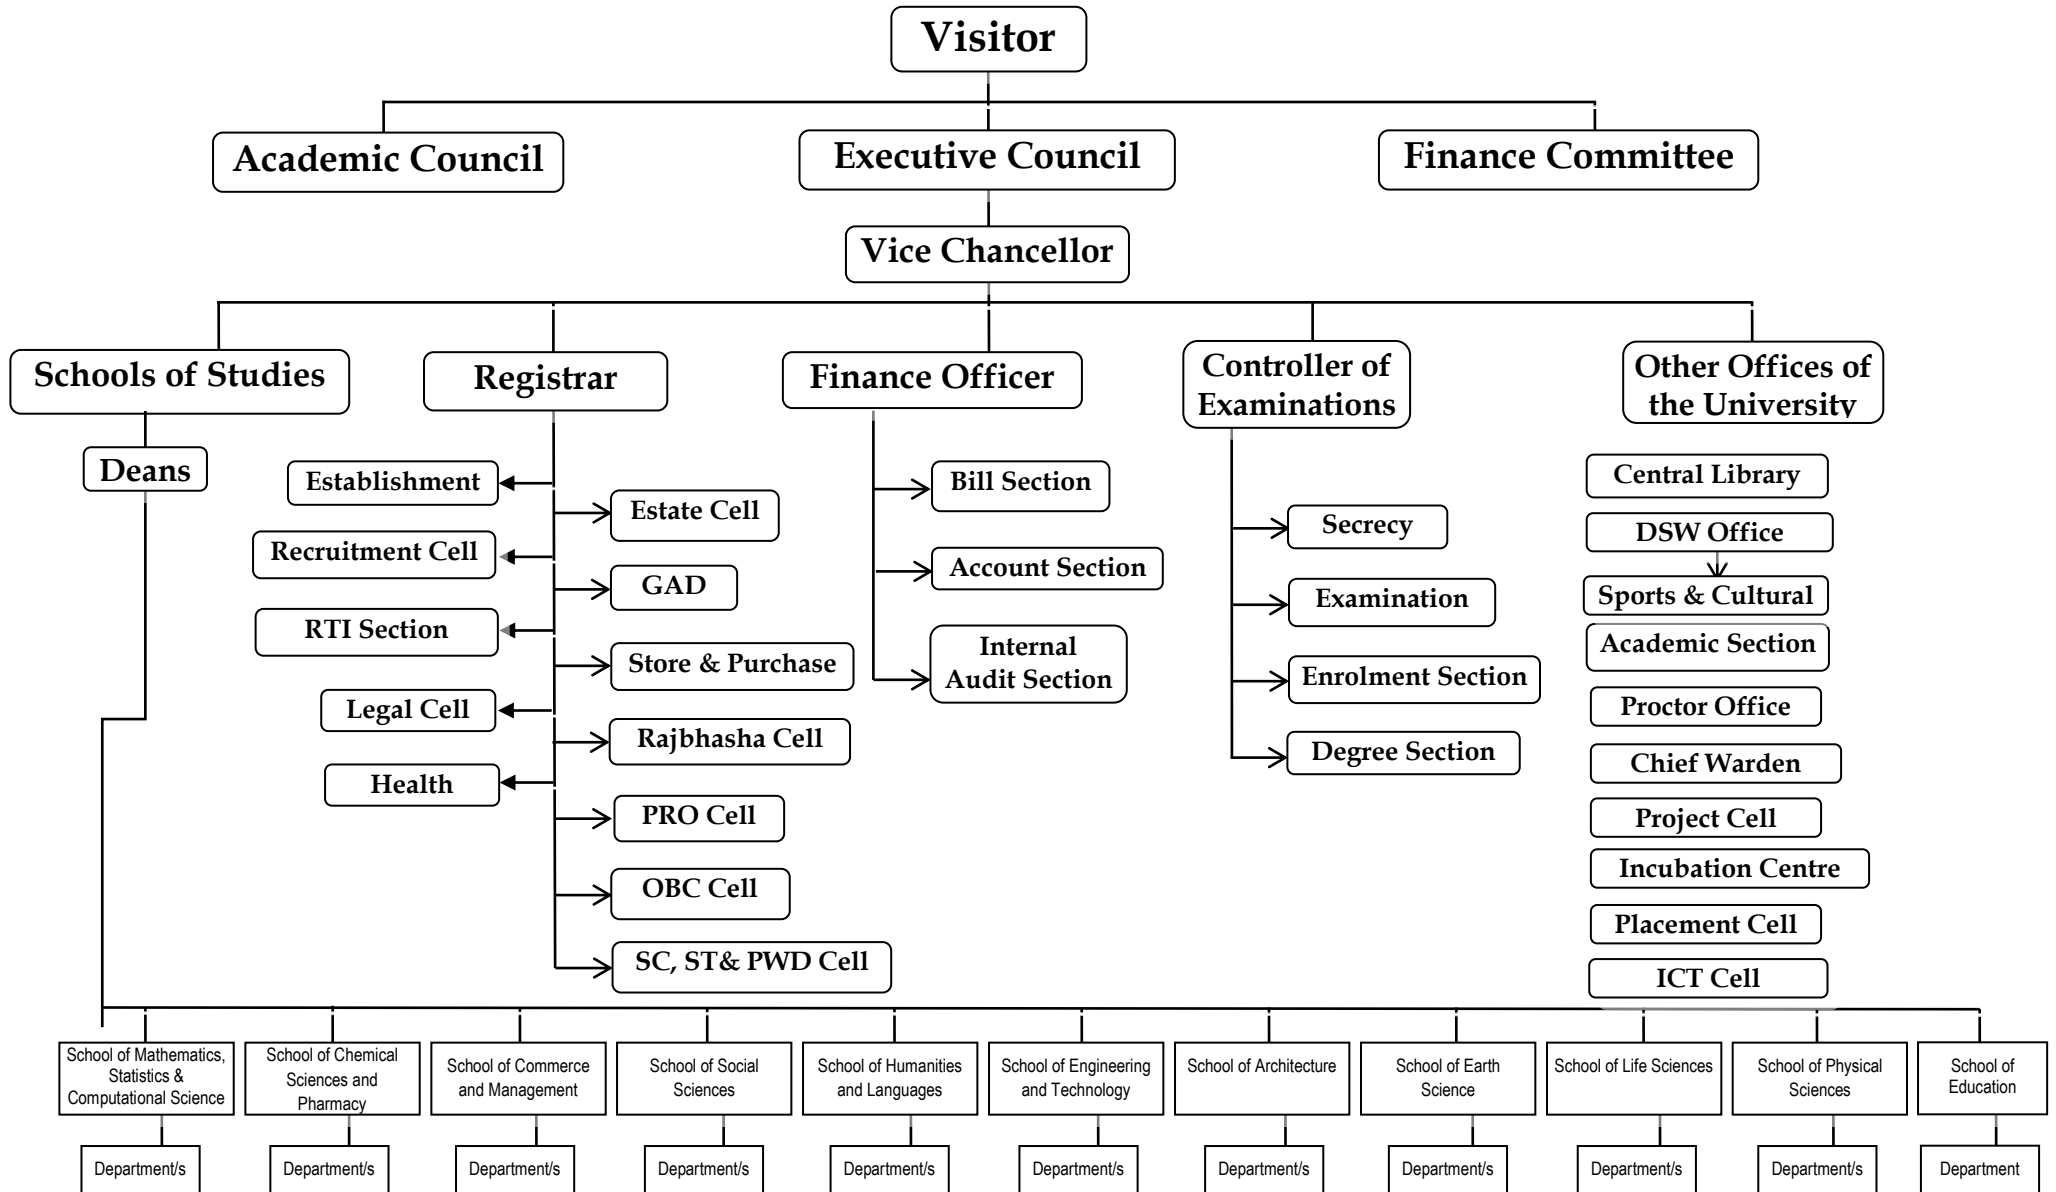 Visitor
Academic Council
Executive Council
Finance Committee
Vice Chancellor
Schools of Studies
Registrar
Finance Officer
Controller of
Examinations
Other Offices of
the University
Deans
Establishment
Recruitment Cell
RTI Section
Legal Cell
Health
Estate Cell
GAD
Store & Purchase
Rajbhasha Cell
PRO Cell
OBC Cell
SC, ST& PWD Cell
Bill Section
Account Section
Internal
Audit Section
Secrecy
Examination
Enrolment Section
Degree Section
Central Library
DSW Office
Sports & Cultural
Academic Section
Proctor Office
Chief Warden
Project Cell
Incubation Centre
Placement Cell
ICT Cell
School of Mathematics,
Statistics &
Computational Science
School of Chemical
Sciences and
Pharmacy
School of Commerce
and Management
School of Social
Sciences
School of Humanities
and Languages
School of Engineering
and Technology
School of Architecture
School of Earth
Science
School of Life Sciences
School of Physical
Sciences
School of
Education
Department/s
Department/s
Department/s
Department/s
Department/s
Department/s
Department/s
Department/s
Department/s
Department/s
Department